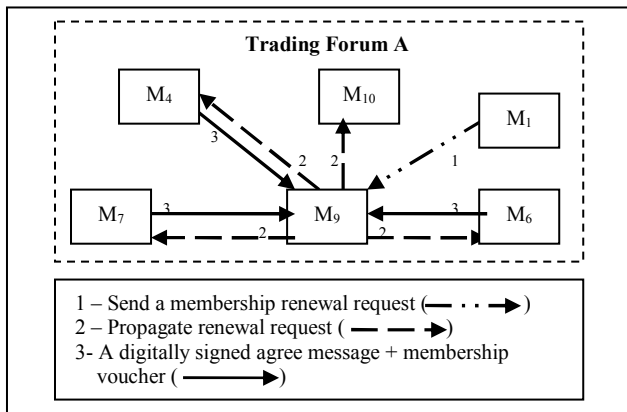 Trading Forum A
M4
M10
M1
3
2
2
1
M7
3
M9
3
M6
2
2
1 – Send a membership renewal request ( )
2 – Propagate renewal request ( )
3- A digitally signed agree message + membership
voucher ( )